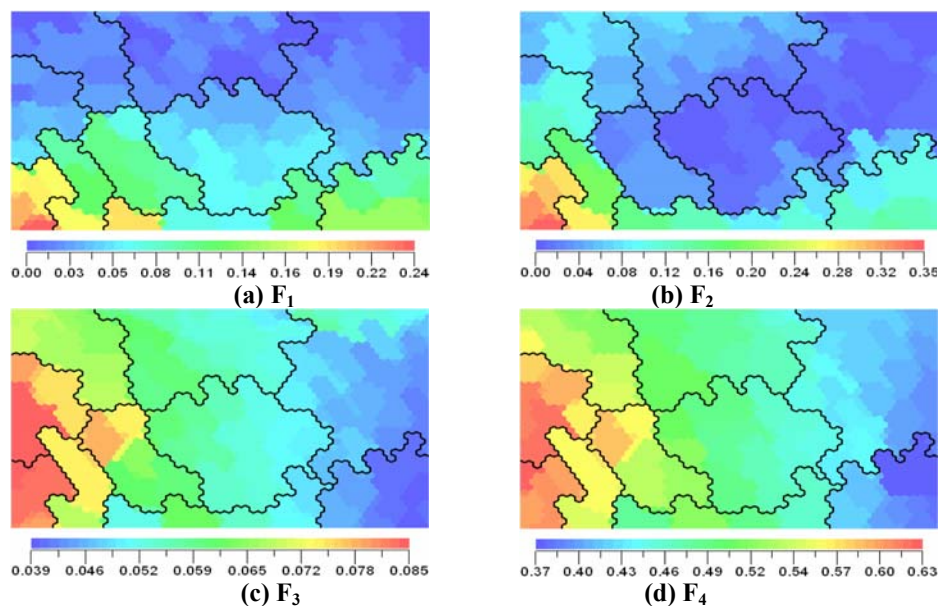 0.00 0.03 0.05 0.08 0.11 0.14 0.16 0.19 0.22 0.24
(a) F1
0.00 0.04 0.08 0.12 0.16 0.20 0.24 0.28 0.32 0.35
(b) F2
0.039 0.046 0.052 0.059 0.065 0.072 0.078 0.085
(c) F3
0.37 0.40 0.43 0.46 0.49 0.52 0.54 0.57 0.60 0.63
(d) F4